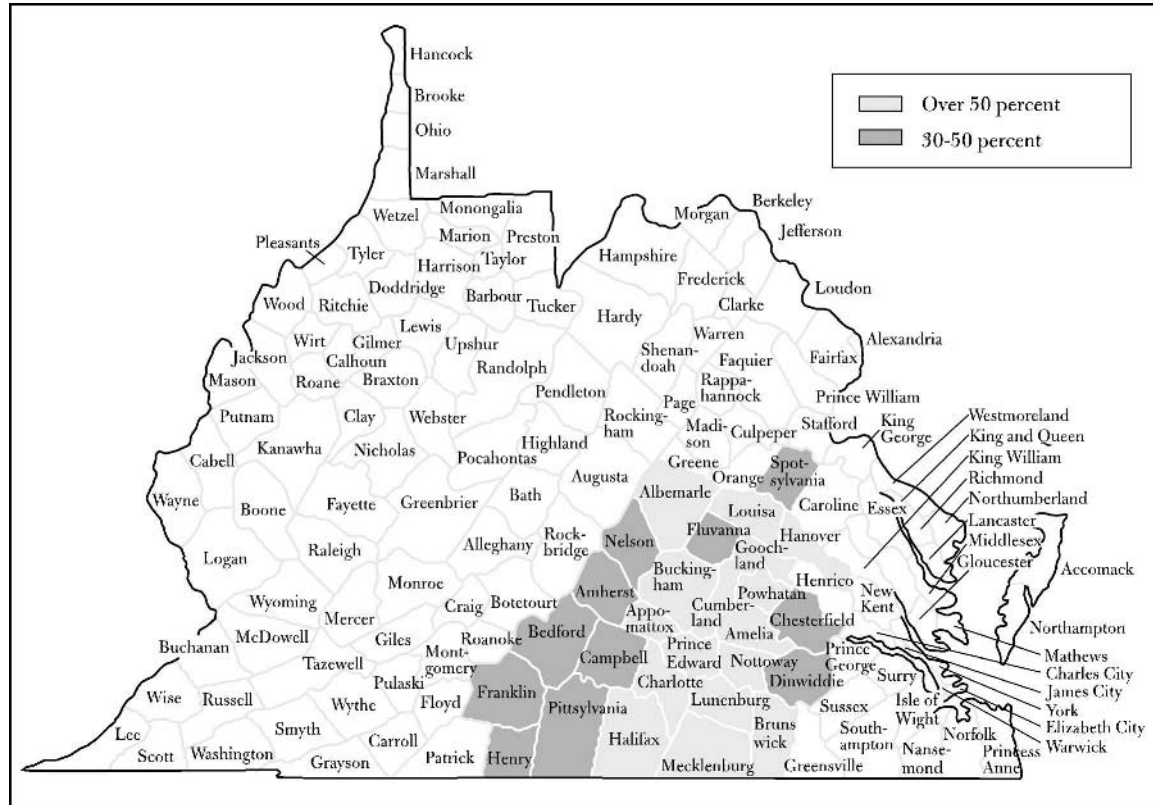 Hancock
Brooke
Ohio
Marshall
Over 50 percent
30-50 percent
Wetzel
Monongalia
Morgan
Berkeley
Jefferson
Pleasants
Tyler
Marion
Preston
Harrison
Taylor
Hampshire
Doddridge
Frederick
Loudon
Wood
Ritchie
Barbour
Tucker
Clarke
Hardy
Wirt
Gilmer
Lewis
Upshur
Warren
Alexandria
Jackson
Calhoun
Randolph
Shenan-
doah
Faquier
Fairfax
Mason
Roane
Braxton
Pendleton
Rappa-
hannock
Page
Prince William
Putnam
Clay
Webster
Rocking-
ham
Madi-
son
Culpeper
Stafford
King
George
Westmoreland
King and Queen
King William
Richmond
Northumberland
Lancaster
Middlesex
Gloucester
Kanawha
Nicholas
Highland
Pocahontas
Cabell
Augusta
Greene
Orange
Spot-
sylvania
Wayne
Boone
Fayette
Greenbrier
Bath
Albemarle
Louisa
Caroline
Essex
Logan
Raleigh
Alleghany
Rock-
bridge
Nelson
Fluvanna
Gooch-
land
Hanover
Accomack
Monroe
Amherst
Bucking-
ham
Powhatan
Henrico
New
Kent
Wyoming
Mercer
Craig
Botetourt
Appo-
mattox
Cumber-
land
Amelia
Chesterfield
Northampton
McDowell
Giles
Roanoke
Bedford
Buchanan
Tazewell
Mont-
gomery
Campbell
Prince
Edward
Nottoway
Prince
George
Mathews
Charles City
James City
York
Elizabeth City
Warwick
Wise
Russell
Wythe
Pulaski
Floyd
Franklin
Pittsylvania
Charlotte
Lunenburg
Dinwiddie
Sussex
Surry
Isle of
Wight
Lee
Scott
Smyth
Washington
Carroll
Grayson
Patrick
Henry
Halifax
Mecklenburg
Bruns
wick
Greensville
South-
ampton
Nanse-
mond
Norfolk
Princess
Anne